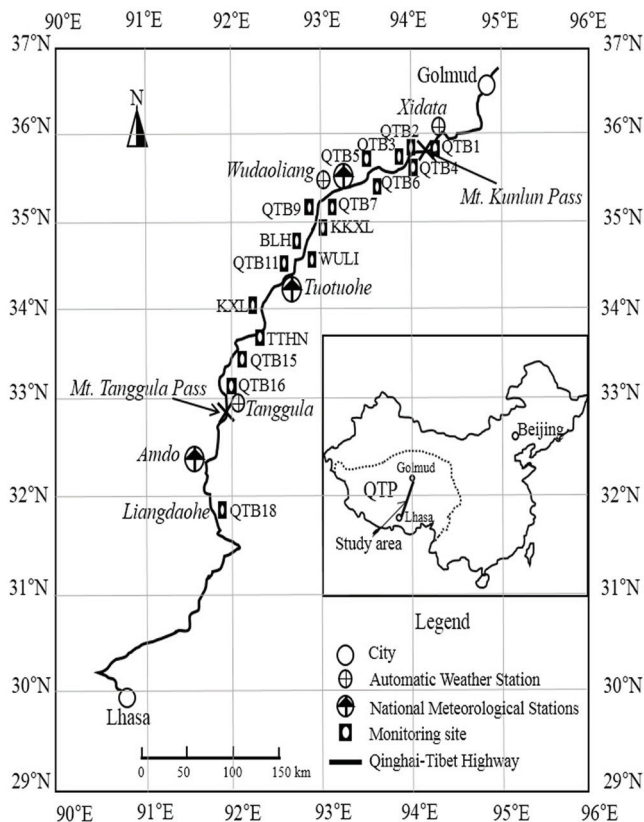 90°E 91°E 92°E 93°E 94°E 95°E 96°E
37°N 37°N
Golmud
N
Xidata
36°N 36°N
QTB2
QTB3 QTB1
QTB5
Wudaoliang
QTB4
QTB6
Mt. Kunlun Pass
QTB9 QTB7
35°N 35°N
KKXL
BLH
QTB11 WULI
Tuotuohe
34°N 34°N
KXL
TTHN
QTB15
QTB16
Mt. Tanggula Pass
33°N 33°N
Tanggula
Beijing
Amdo
Golmud
QTP
32°N 32°N
Liangdaohe QTB18
Lhasa
Study area
31°N 31°N
Legend
City
Automatic Weather Station
30°N 30°N
National Meteorological Stations
Lhasa
Monitoring site
Qinghai-Tibet Highway
0 50 100 150 km
29°N 29°N
90°E 91°E 92°E 93°E 94°E 95°E 96°E